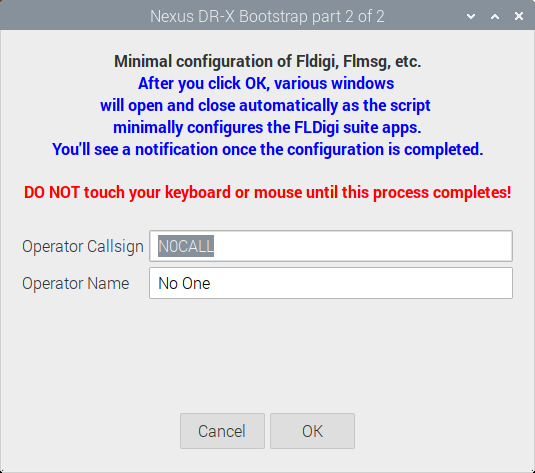 Nexus DR-X Bootstrap part 2 of 2
Minimal configuration of Fldigi, Flmsg, etc.
After you click OK, various windows
will open and close automatically as the script
minimally configures the FLDigi suite apps.
You'll see a notification once the configuration is completed.
DO NOT touch your keyboard or mouse until this process completes!
Operator Callsign N0CALL
Operator Name No One
Cancel OK